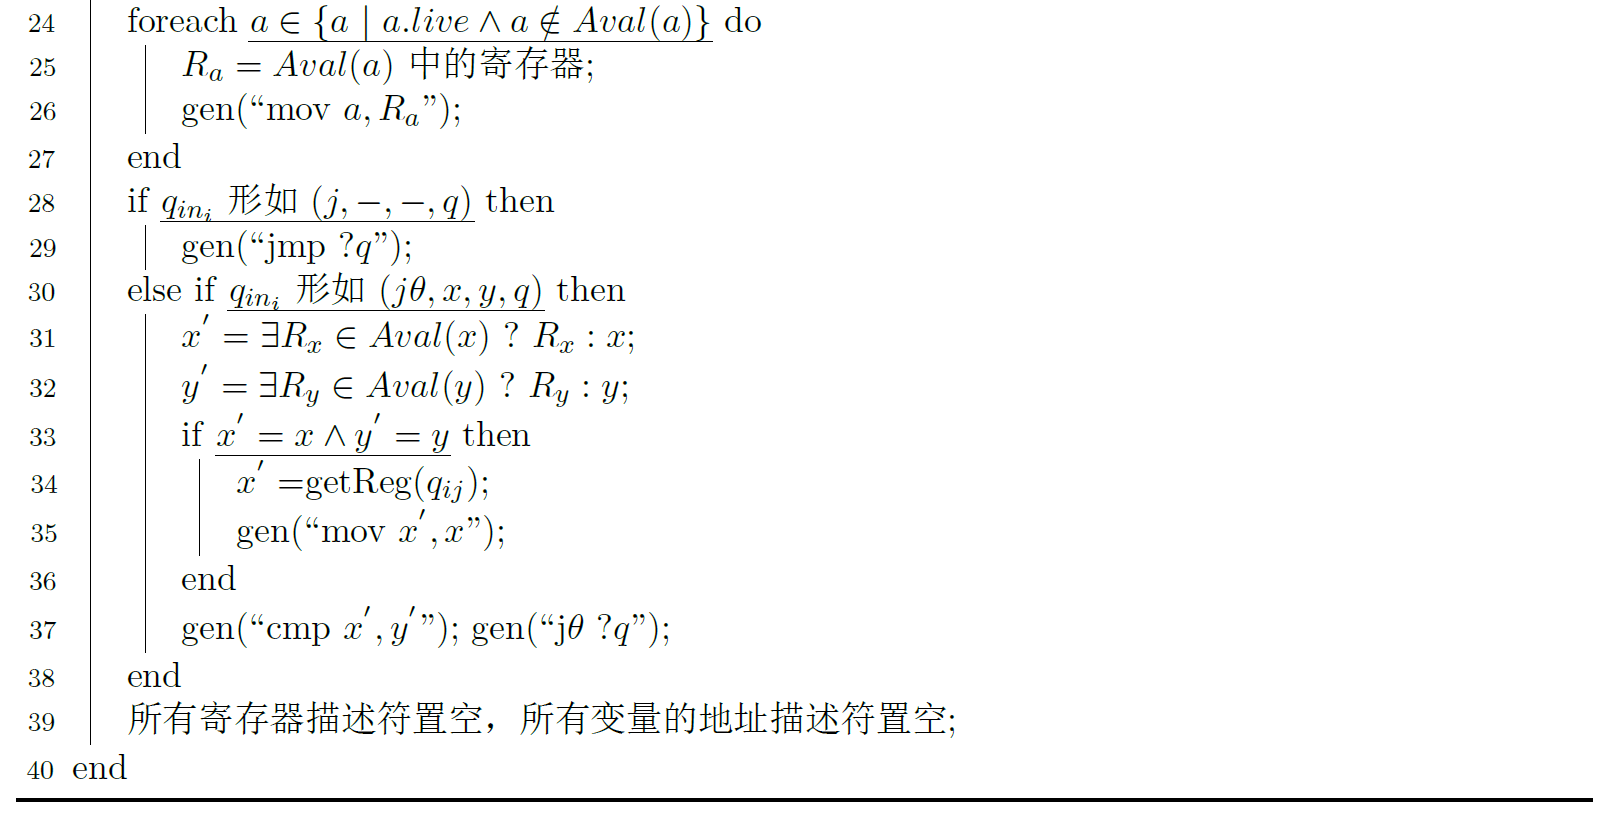 24 foreach a ∈ {a | a.live ∧ a ∉ Aval(a)} do
25 Rₐ = Aval(a) 中的寄存器;
26 gen(“mov a, Rₐ”);
27 end
28 if q_{in_i} 形如 (j, −, −, q) then
29 gen(“jmp ?q”);
30 else if q_{in_i} 形如 (jθ, x, y, q) then
31 x′ = ∃Rₓ ∈ Aval(x) ? Rₓ : x;
32 y′ = ∃R_y ∈ Aval(y) ? R_y : y;
33 if x′ = x ∧ y′ = y then
34 x′ =getReg(q_{ij});
35 gen(“mov x′, x”);
36 end
37 gen(“cmp x′, y′”); gen(“jθ ?q”);
38 end
39 所有寄存器描述符置空，所有变量的地址描述符置空;
40 end